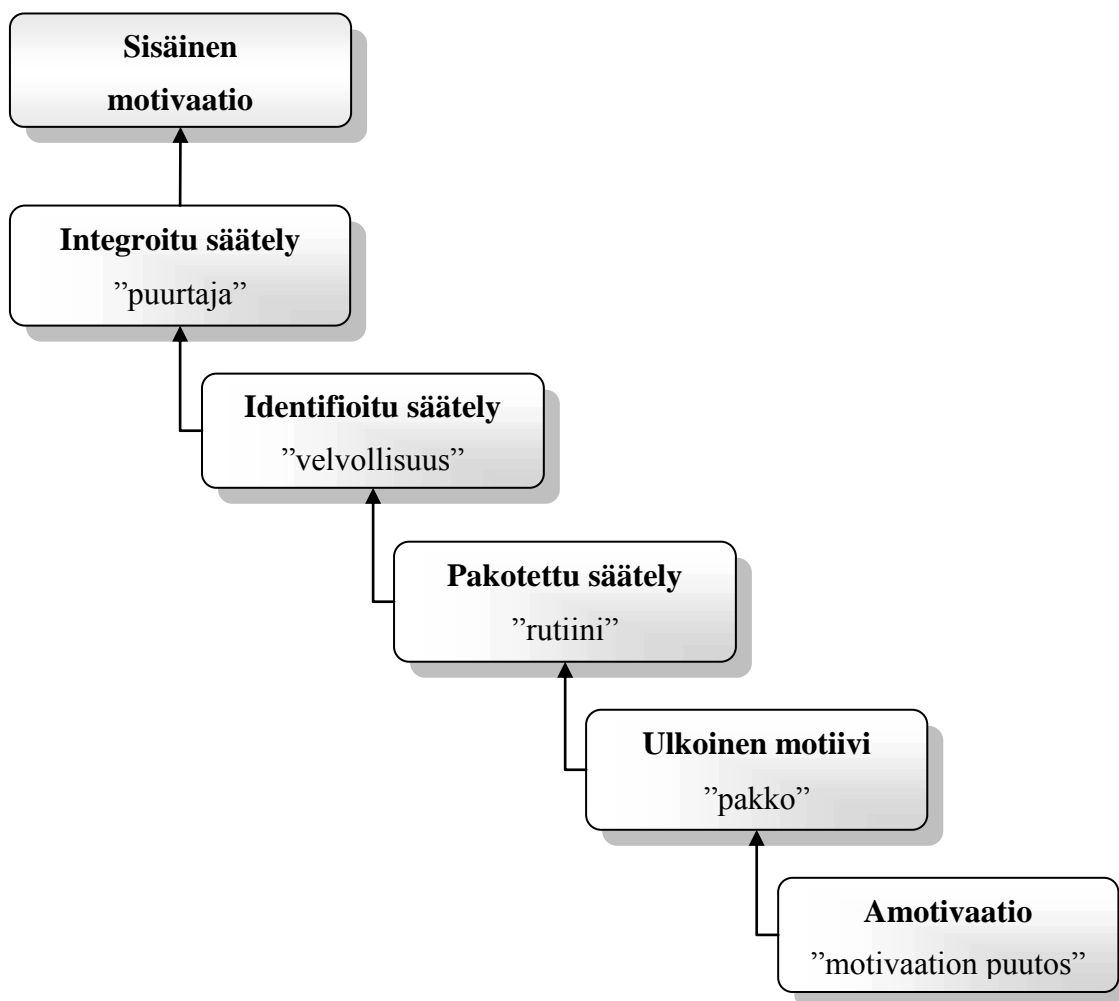 Sisäinen
motivaatio
Integroitu säätely
”puurtaja”
Identifioitu säätely
”velvollisuus”
Pakotettu säätely
”rutiini”
Ulkoinen motiivi
”pakko”
Amotivaatio
”motivaation puutos”